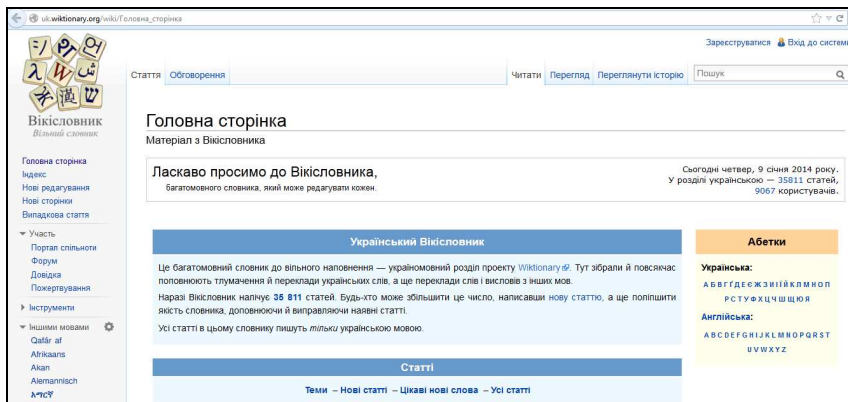 uk.wiktionary.org/wiki/Головна_сторінка
Зареєструватися Вхід до системи
Стаття Обговорення Читати Перегляд Переглянути історію Пошук
Вікісловник
Вільний словник
Головна сторінка
Індекс
Нові редагування
Нові сторінки
Випадкова стаття
Участь
Портал спільноти
Форум
Довідка
Пожертвування
Інструменти
Іншими мовами
Qafár af
Afrikaans
Akan
Alemannisch
አማርኛ
Головна сторінка
Матеріал з Вікісловника
Ласкаво просимо до Вікісловника,
багатомовного словника, який може редагувати кожен.
Сьогодні четвер, 9 січня 2014 року.
У розділі українською — 35811 статей,
9067 користувачів.
Український Вікісловник
Це багатомовний словник до вільного наповнення — україномовний розділ проекту Wiktionary. Тут зібрали й повсякчас
поповнюють тлумачення й переклади українських слів, а ще переклади слів і висловів з інших мов.
Наразі Вікісловник налічує 35 811 статей. Будь-хто може збільшити це число, написавши нову статтю, а ще поліпшити
якість словника, доповнюючи й виправляючи наявні статті.
Усі статті в цьому словнику пишуть тільки українською мовою.
Статті
Теми – Нові статті – Цікаві нові слова – Усі статті
Абетки
Українська:
А Б В Г Ґ Д Е Є Ж З И І Ї Й К Л М Н О П
Р С Т У Ф Х Ц Ч Ш Щ Ю Я
Англійська:
A B C D E F G H I J K L M N O P Q R S T
U V W X Y Z